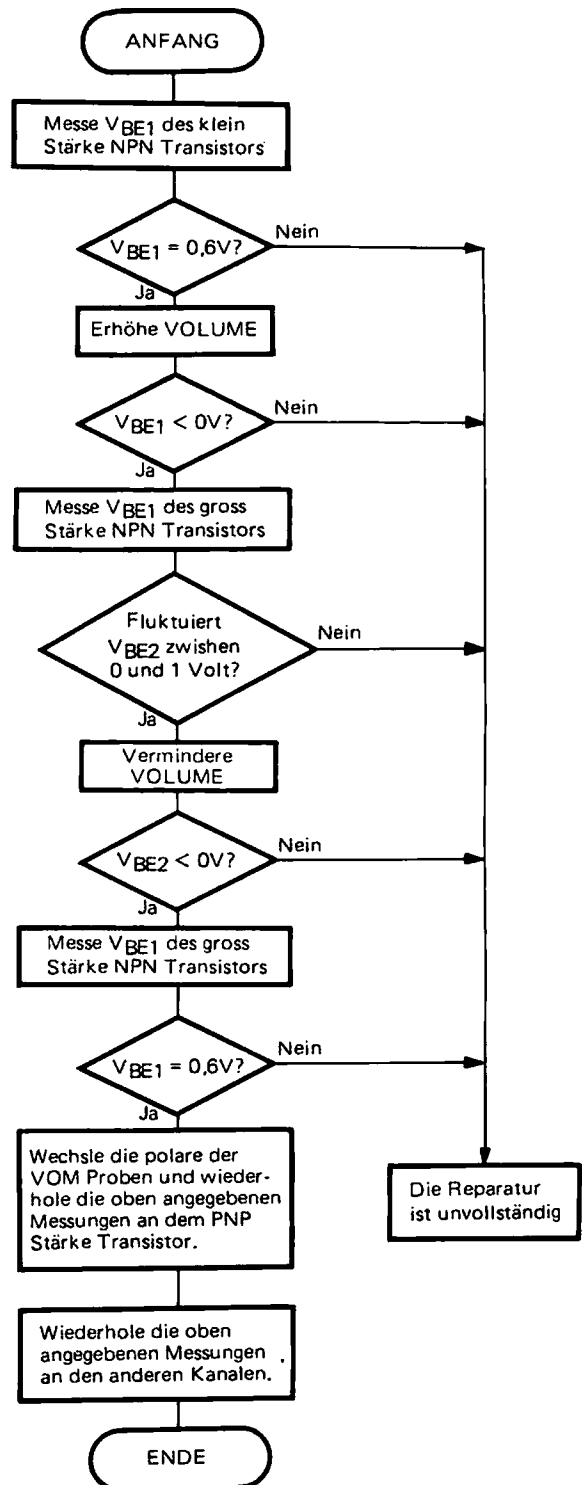 ANFANG
Messe VBE1 des klein
Stärke NPN Transistors
VBE1 = 0,6V?
Nein
Ja
Erhöhe VOLUME
VBE1 < 0V?
Nein
Ja
Messe VBE1 des gross
Stärke NPN Transistors
Fluktuiert
VBE2 zwishen
0 und 1 Volt?
Nein
Ja
Vermindere
VOLUME
VBE2 < 0V?
Nein
Ja
Messe VBE1 des gross
Stärke NPN Transistors
VBE1 = 0,6V?
Nein
Ja
Wechsle die polare der
VOM Proben und wieder-
hole die oben angegebenen
Messungen an dem PNP
Stärke Transistor.
Die Reparatur
ist unvollständig
Wiederhole die oben
angegebenen Messungen
an den anderen Kanalen.
ENDE